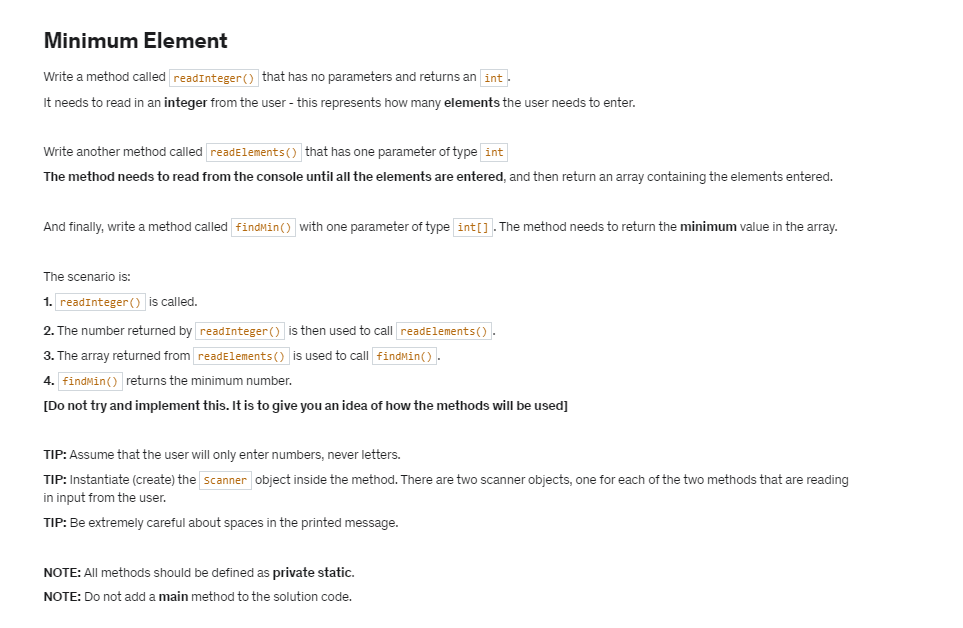 Minimum Element
Write a method called readInteger() that has no parameters and returns an int.
It needs to read in an integer from the user - this represents how many elements the user needs to enter.
Write another method called readElements() that has one parameter of type int
The method needs to read from the console until all the elements are entered, and then return an array containing the elements entered.
And finally, write a method called findMin() with one parameter of type int[]. The method needs to return the minimum value in the array.
The scenario is:
1. readInteger() is called.
2. The number returned by readInteger() is then used to call readElements().
3. The array returned from readElements() is used to call findMin().
4. findMin() returns the minimum number.
[Do not try and implement this. It is to give you an idea of how the methods will be used]
TIP: Assume that the user will only enter numbers, never letters.
TIP: Instantiate (create) the Scanner object inside the method. There are two scanner objects, one for each of the two methods that are reading
in input from the user.
TIP: Be extremely careful about spaces in the printed message.
NOTE: All methods should be defined as private static.
NOTE: Do not add a main method to the solution code.